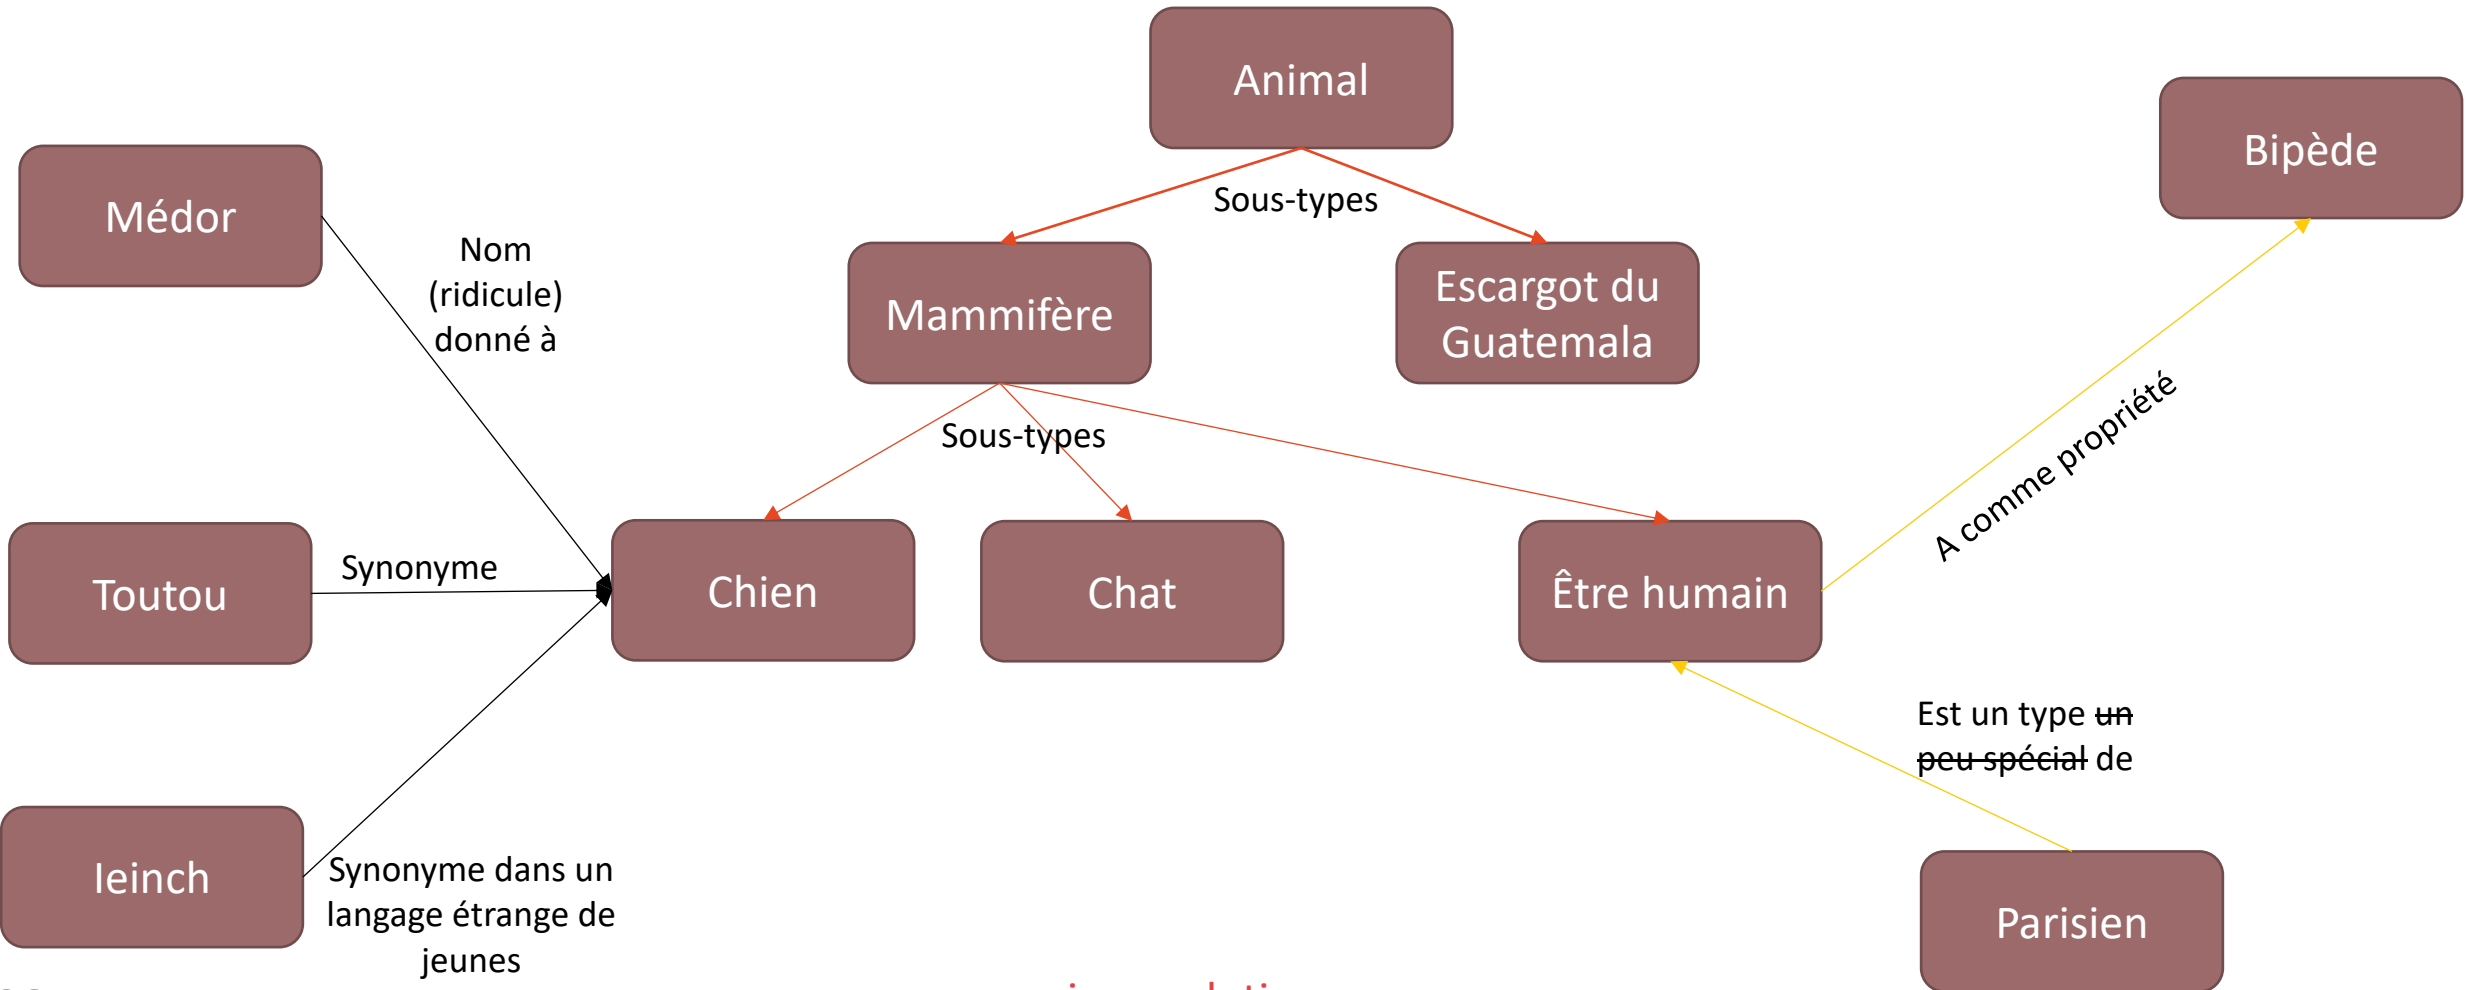 Animal
Bipède
Médor
Sous-types
Nom
(ridicule)
donné à
Mammifère
Escargot du
Guatemala
Sous-types
A comme propriété
Toutou
Synonyme
Chien
Chat
Être humain
Est un type un
peu spécial de
Ieinch
Synonyme dans un
langage étrange de
jeunes
Parisien